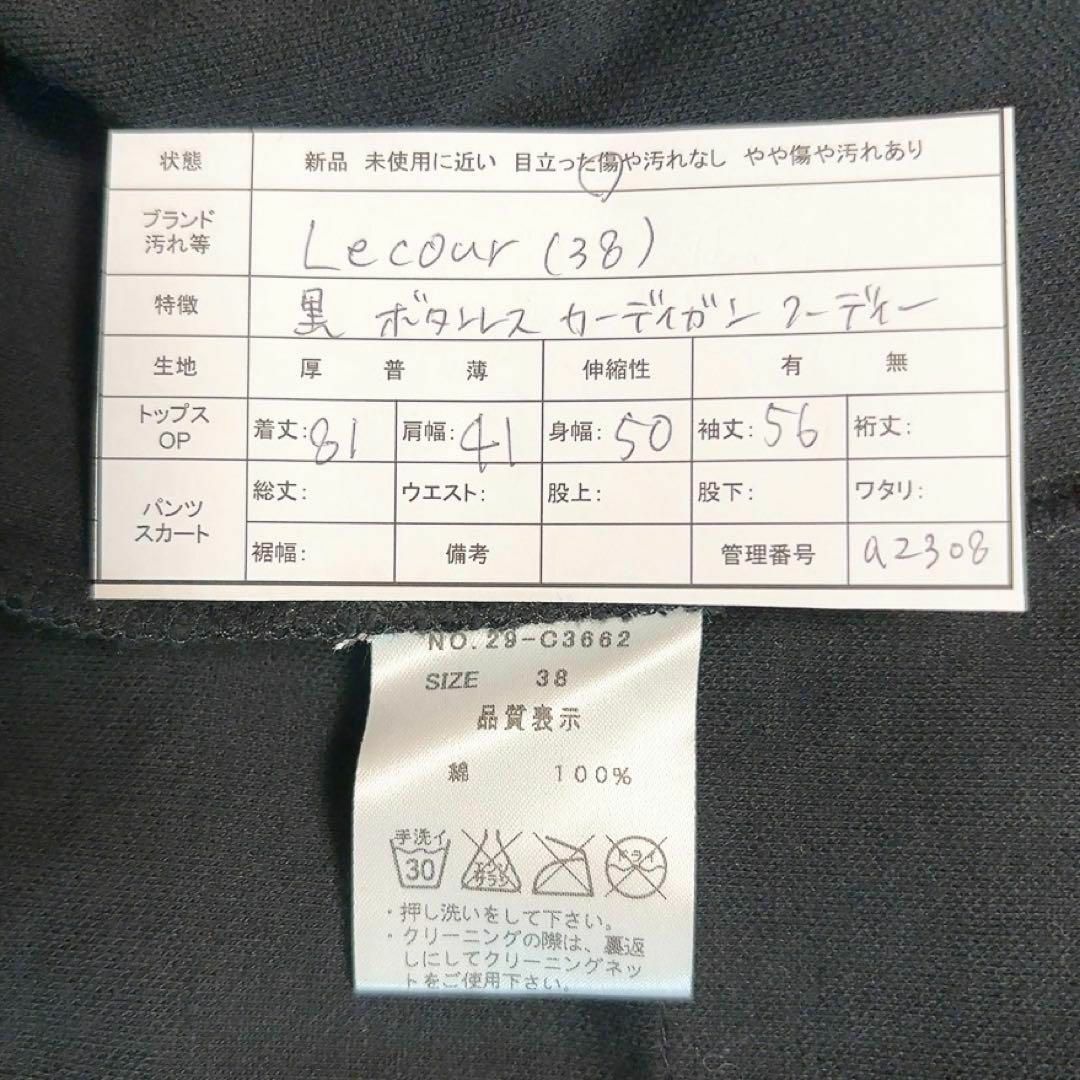 状態 新品 未使用に近い 目立った傷や汚れなし やや傷や汚れあり
ブランド
汚れ等
Lecour (38)
特徴 黒 ボタンレス カーディガン フーディー
生地 厚 普 薄 伸縮性 有 無
トップス
OP
着丈:81 肩幅:41 身幅:50 袖丈:56 裄丈:
パンツ
スカート
総丈: ウエスト: 股上: 股下: ワタリ:
裾幅: 備考 管理番号 a2308
NO.29-C3662
SIZE 38
品質表示
綿 100%
手洗イ
30
エンソ
サラシ
ドライ
・押し洗いをして下さい。
・クリーニングの際は、裏返
しにしてクリーニングネッ
トをご使用下さい。